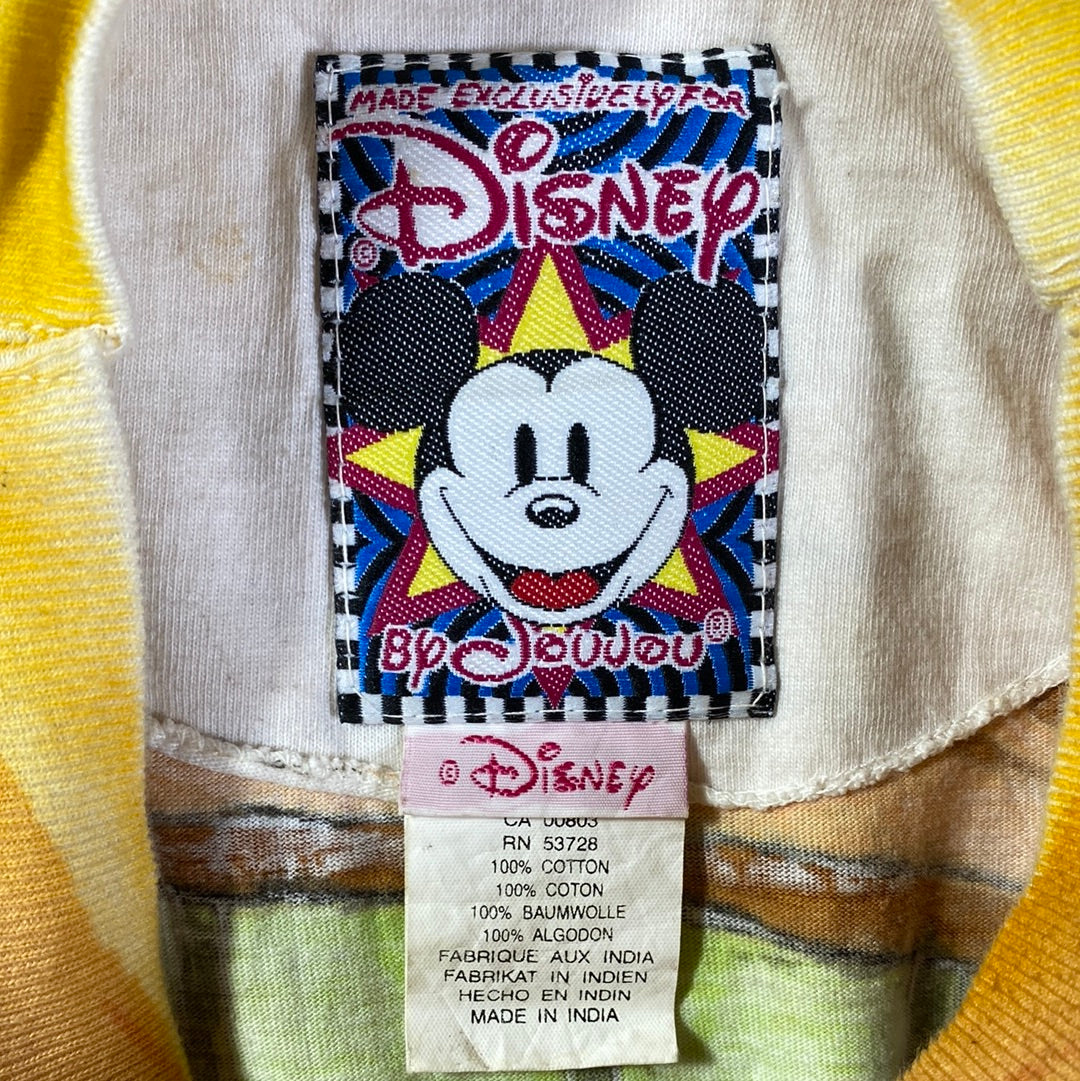 MADE EXCLUSIVELY FOR
DISNEY
©
BY JOUJOU®
© DISNEY
CA 00803
RN 53728
100% COTTON
100% COTON
100% BAUMWOLLE
100% ALGODON
FABRIQUE AUX INDIA
FABRIKAT IN INDIEN
HECHO EN INDIN
MADE IN INDIA